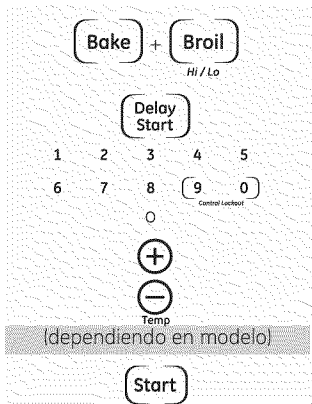 Bake + Broil
Hi / Lo
Delay
Start
1 2 3 4 5
6 7 8 9 0
Control Lockout
O
+
−
Temp
(dependiendo en modelo)
Start